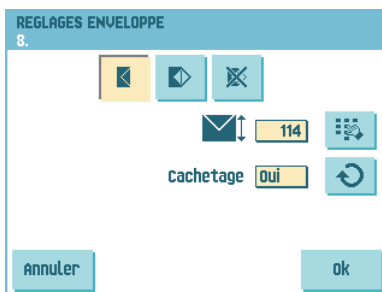 REGLAGES ENVELOPPE
8.
114
Cachetage Oui
Annuler ok